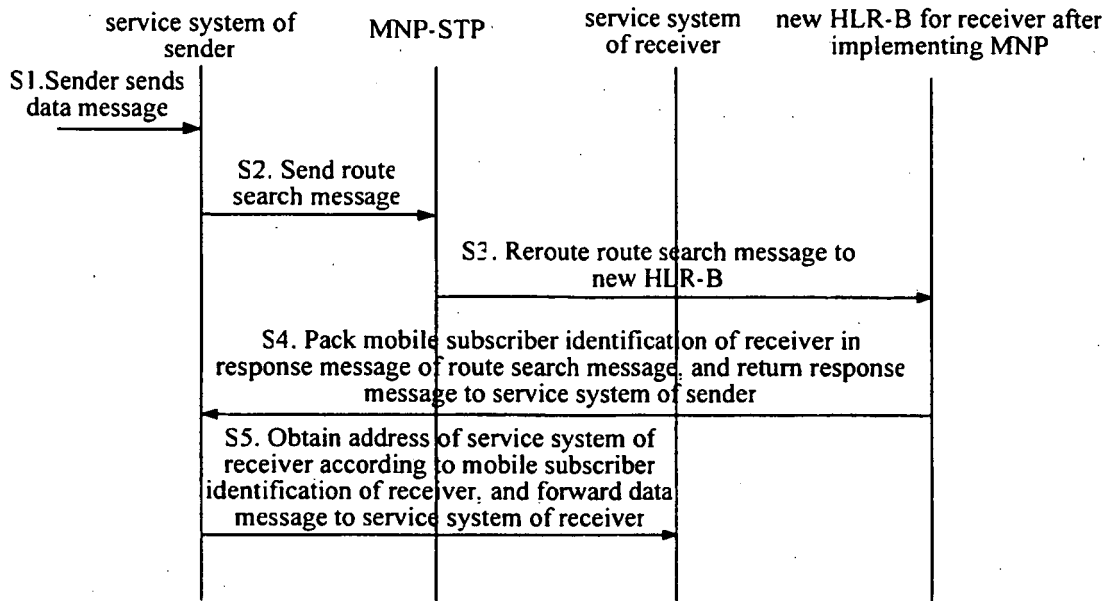 service system of
sender
MNP-STP
service system
of receiver
new HLR-B for receiver after
implementing MNP
S1.Sender sends
data message
S2. Send route
search message
S3. Reroute route search message to
new HLR-B
S4. Pack mobile subscriber identification of receiver in
response message of route search message, and return response
message to service system of sender
S5. Obtain address of service system of
receiver according to mobile subscriber
identification of receiver, and forward data
message to service system of receiver